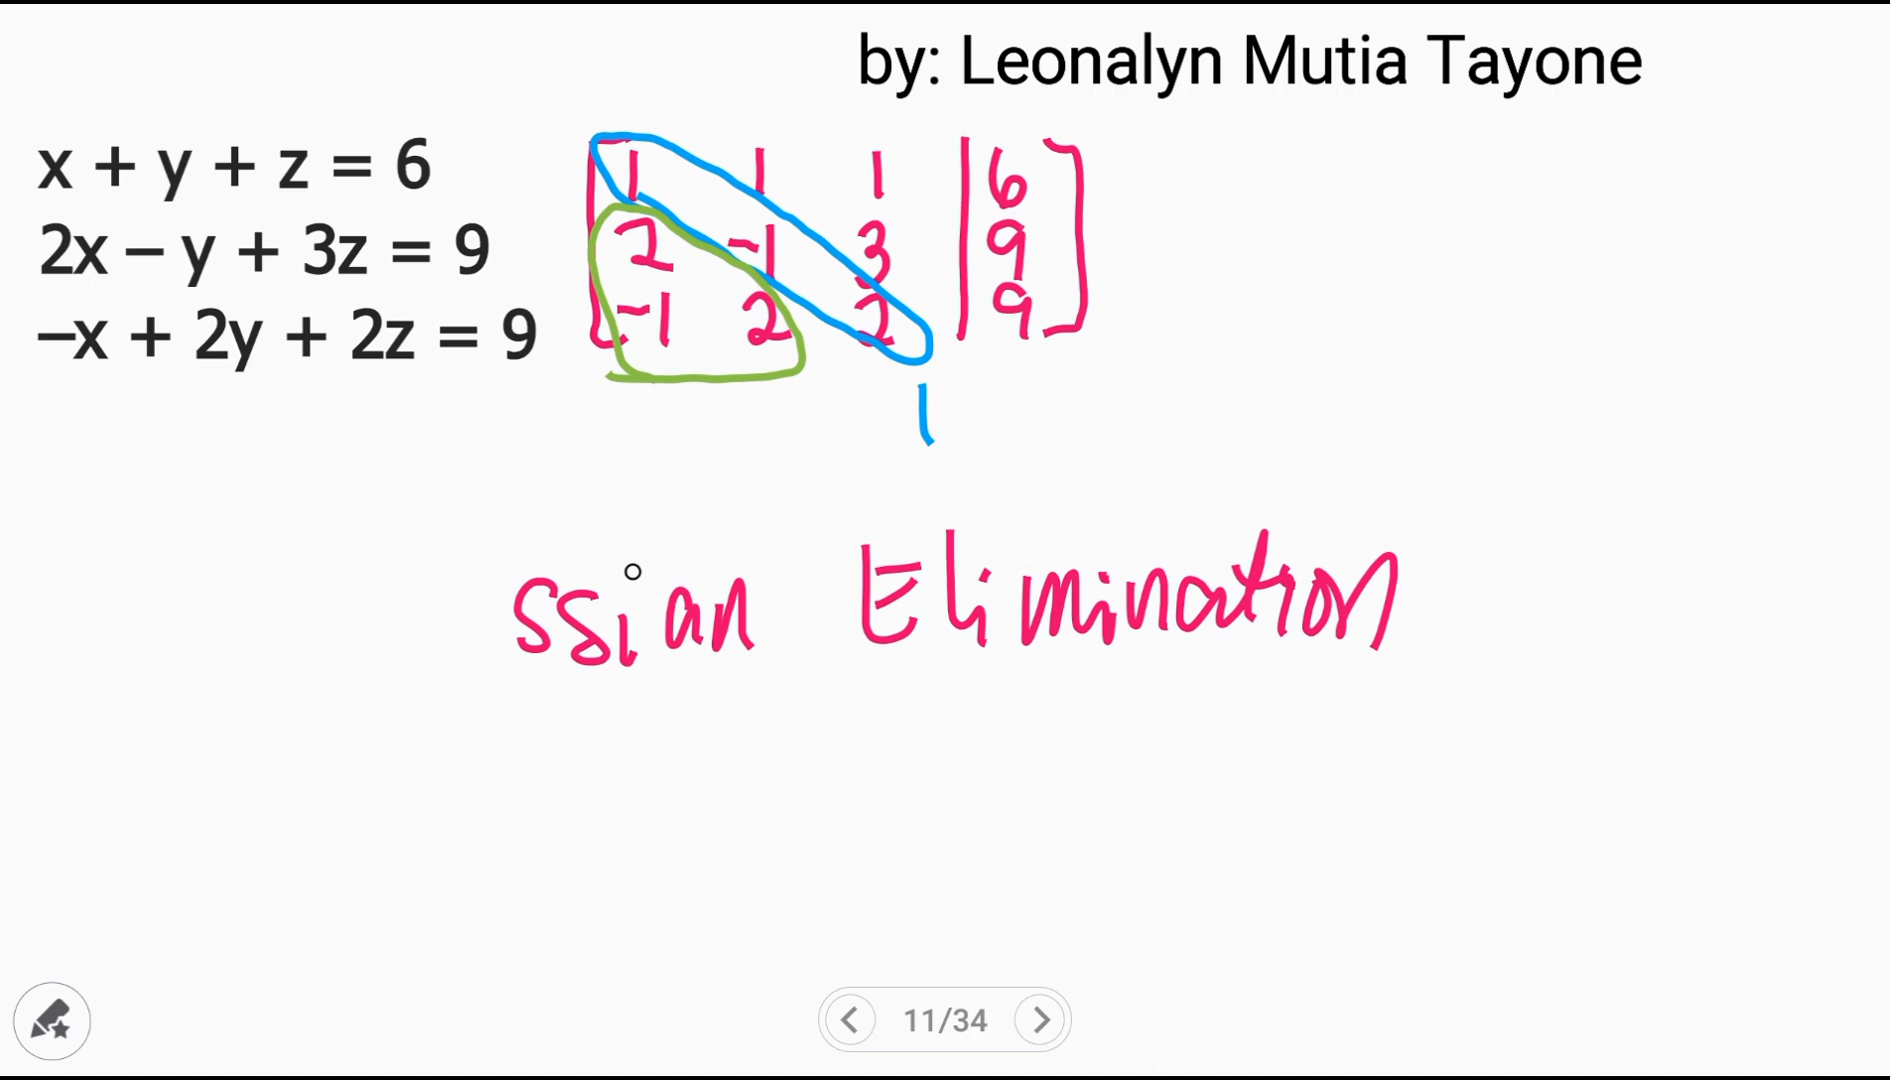 by: Leonalyn Mutia Tayone
x + y + z = 6
2x – y + 3z = 9
–x + 2y + 2z = 9
1 1 1 | 6
2 -1 3 | 9
-1 2 2 | 9
1
ssian Elimination
11/34